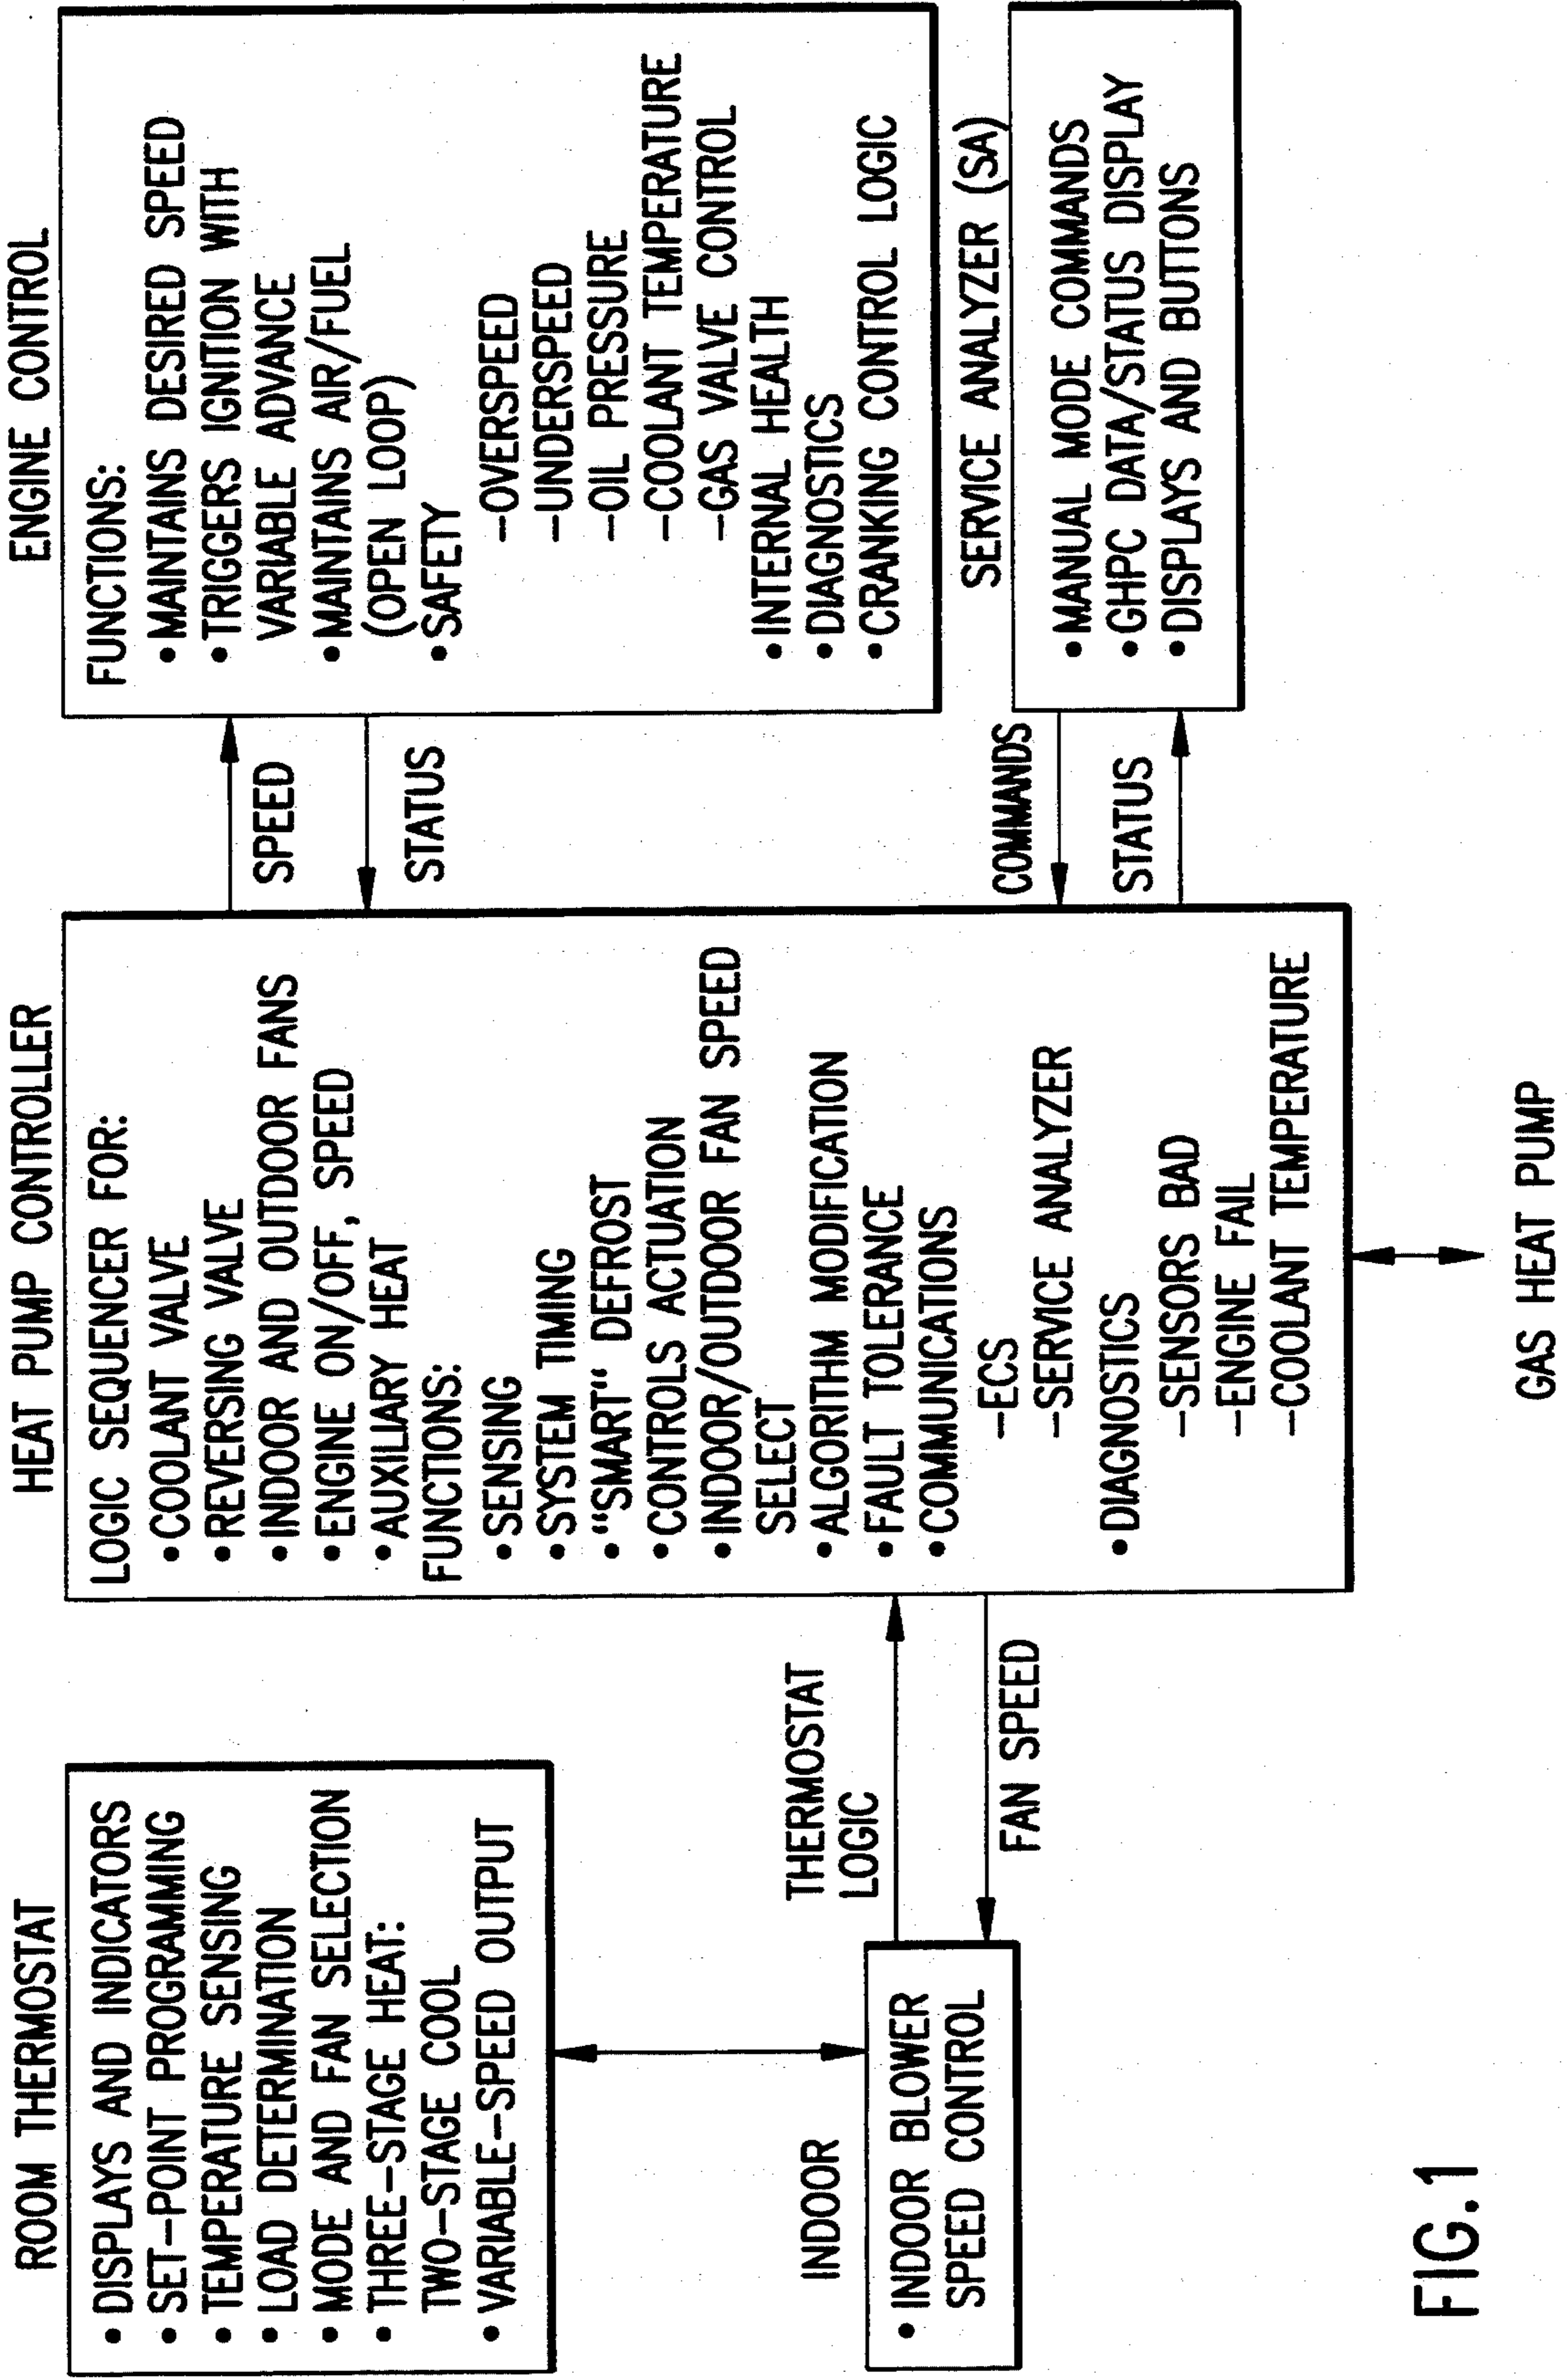 ROOM THERMOSTAT
• DISPLAYS AND INDICATORS
• SET-POINT PROGRAMING
• TEMPERATURE SENSING
• LOAD DETERMINATION
• MODE AND FAN SELECTION
• THREE-STAGE HEAT:
TWO-STAGE COOL
• VARIABLE-SPEED OUTPUT
INDOOR
• INDOOR BLOWER
SPEED CONTROL
THERMOSTAT
LOGIC
FAN SPEED
HEAT PUMP CONTROLLER
LOGIC SEQUENCER FOR:
• COOLANT VALVE
• REVERSING VALVE
• INDOOR AND OUTDOOR FANS
• ENGINE ON/OFF, SPEED
• AUXILIARY HEAT
FUNCTIONS:
• SENSING
• SYSTEM TIMING
• "SMART" DEFROST
• CONTROLS ACTUATION
• INDOOR/OUTDOOR FAN SPEED
SELECT
• ALGORITHM MODIFICATION
• FAULT TOLERANCE
• COMMUNICATIONS
-ECS
-SERVICE ANALYZER
• DIAGNOSTICS
-SENSORS BAD
-ENGINE FAIL
-COOLANT TEMPERATURE
GAS HEAT PUMP
SPEED
STATUS
COMMANDS
STATUS
ENGINE CONTROL
FUNCTIONS:
• MAINTAINS DESIRED SPEED
• TRIGGERS IGNITION WITH
VARIABLE ADVANCE
• MAINTAINS AIR/FUEL
(OPEN LOOP)
• SAFETY
-OVERSPEED
-UNDERSPEED
-OIL PRESSURE
-COOLANT TEMPERATURE
-GAS VALVE CONTROL
• INTERNAL HEALTH
• DIAGNOSTICS
• CRANKING CONTROL LOGIC
SERVICE ANALYZER (SA)
• MANUAL MODE COMMANDS
• GHPC DATA/STATUS DISPLAY
• DISPLAYS AND BUTTONS
FIG.1